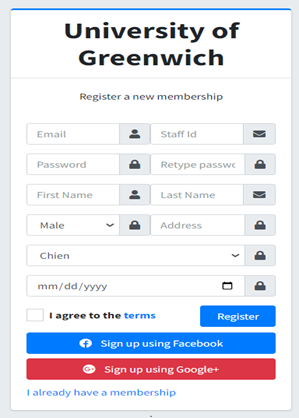 University of
Greenwich
Register a new membership
Email Staff Id
Password Retype passwo
First Name Last Name
Male Address
Chien
mm/dd/yyyy
I agree to the terms Register
Sign up using Facebook
Sign up using Google+
I already have a membership